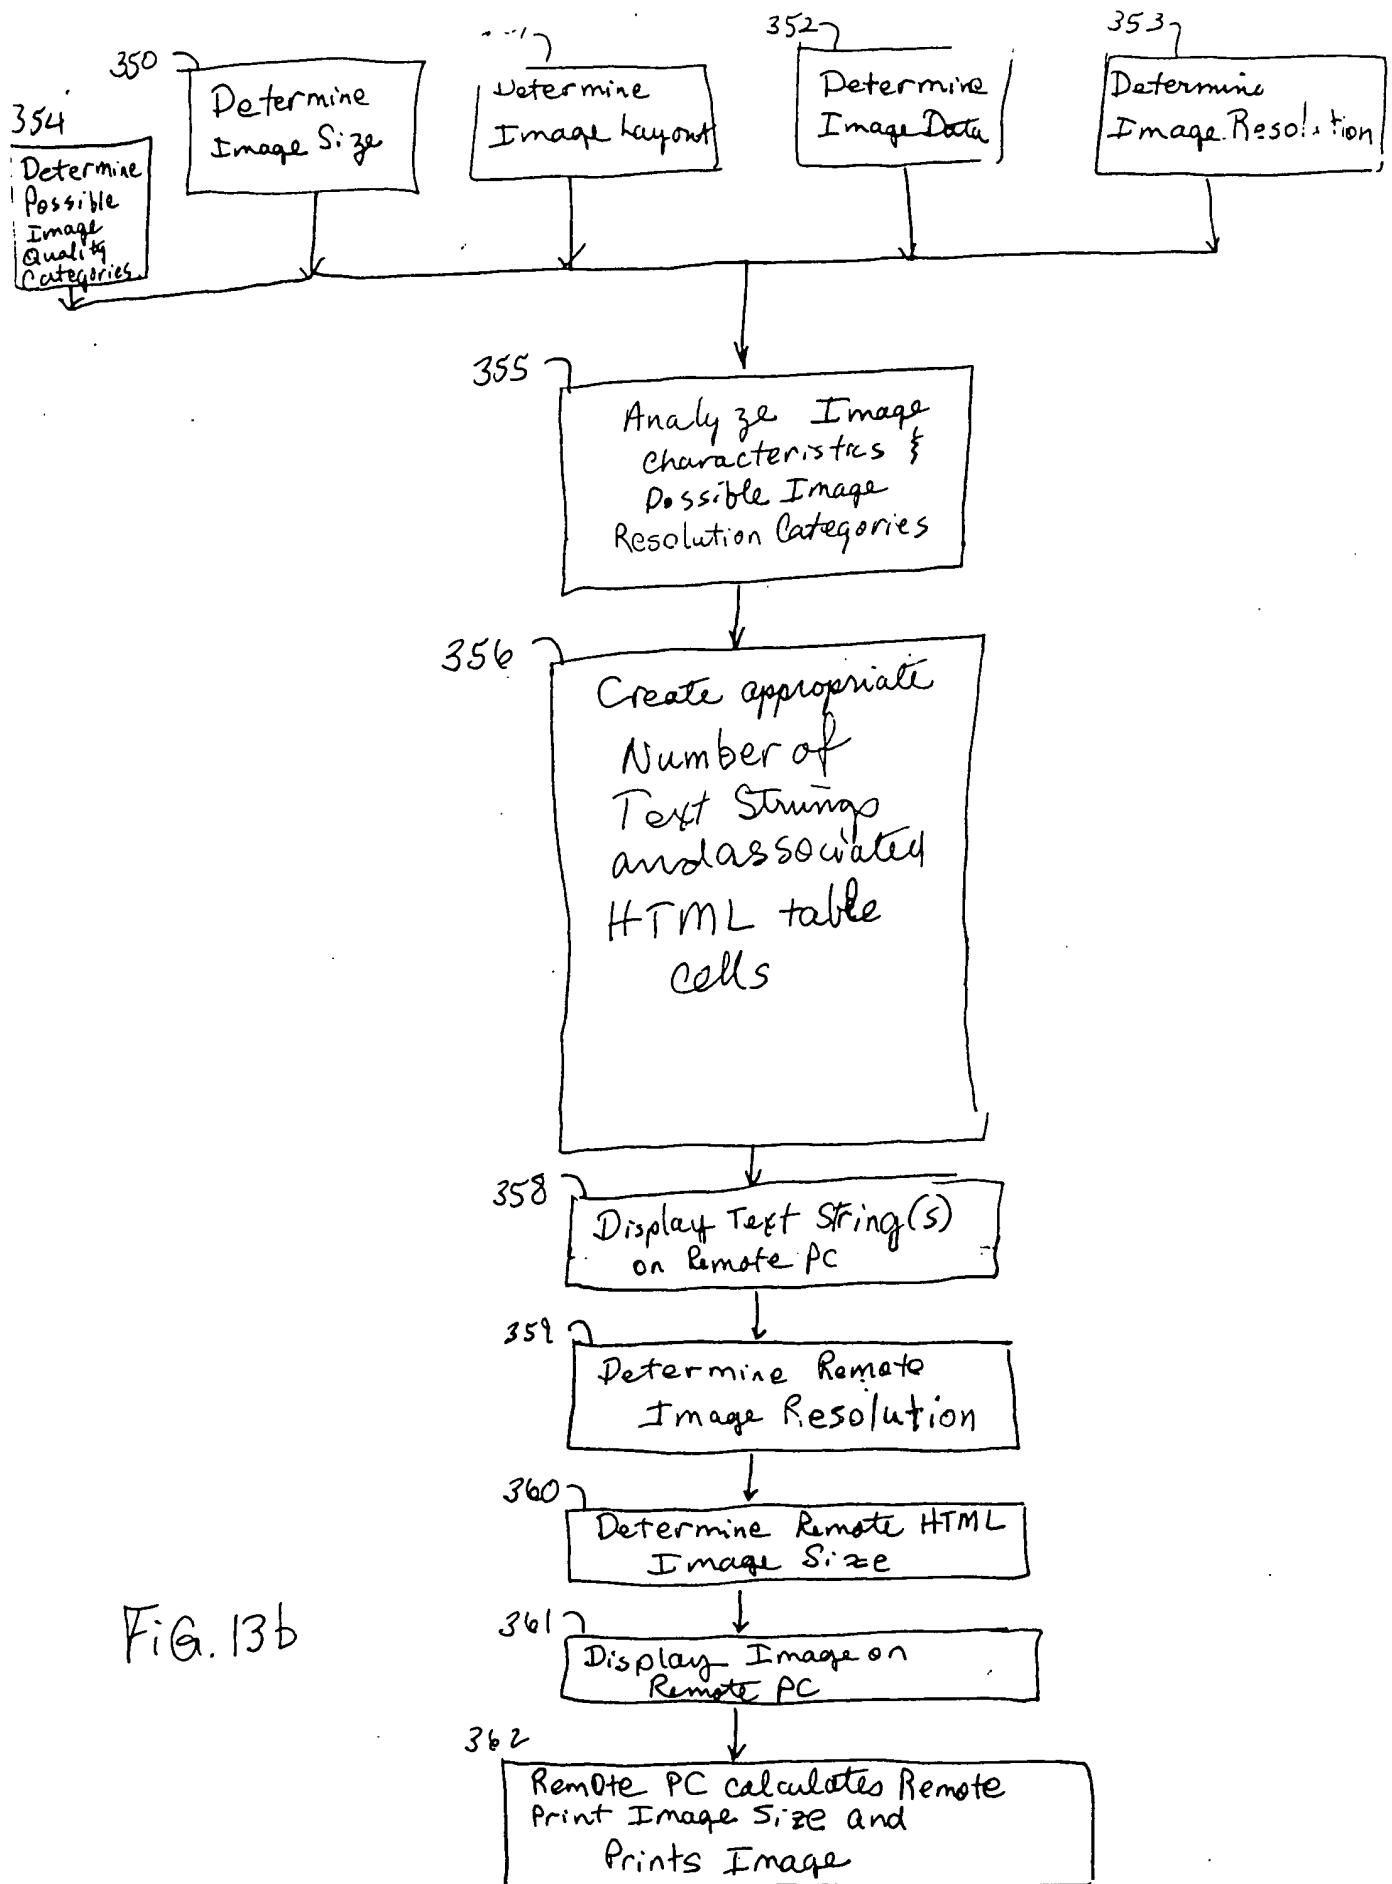 350
Determine
Image Size
Determine
Image Layout
352
Determine
Image Data
353
Determine
Image Resolution
354
Determine
Possible
Image
Quality
Categories
355
Analyze Image
Characteristics &
Possible Image
Resolution Categories
356
Create appropriate
Number of
Text Strings
and associated
HTML table
cells
358
Display Text String(s)
on Remote PC
359
Determine Remote
Image Resolution
360
Determine Remote HTML
Image Size
361
Display Image on
Remote PC
362
Remote PC calculates Remote
Print Image Size and
Prints Image
FiG. 13b